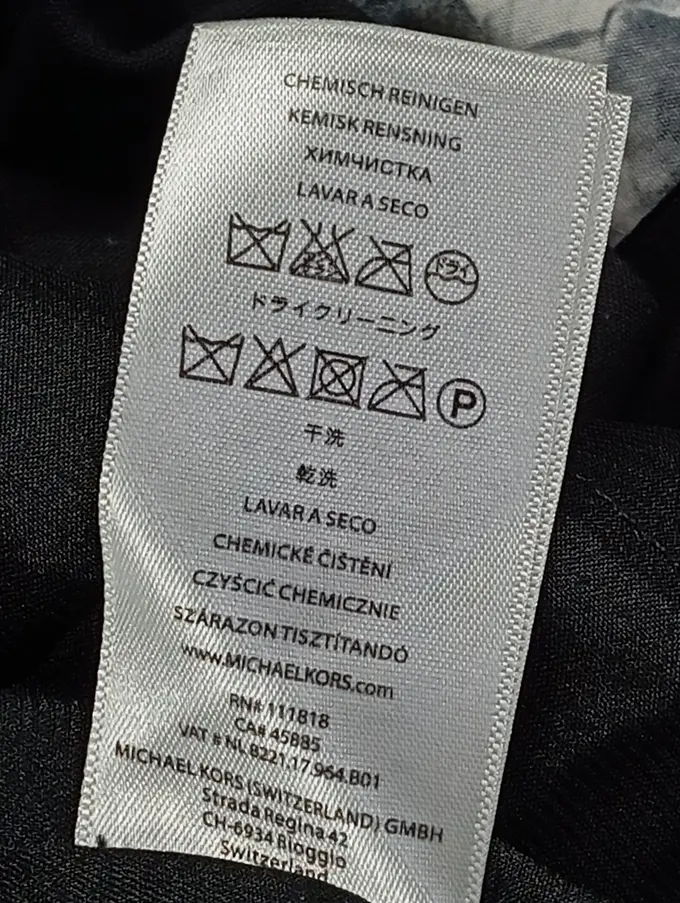 CHEMISCH REINIGEN
KEMISK RENSNING
ХИМЧИСТКА
LAVAR A SECO
ドライ
ドライクリーニング
P
干洗
乾洗
LAVAR A SECO
CHEMICKÉ ČIŠTĚNÍ
CZYŚCIĆ CHEMICZNIE
SZÁRAZON TISZTÍTANDÓ
www.MICHAELKORS.com
RN# 111818
CA# 45885
VAT # NL 8221.17.964.B01
MICHAEL KORS (SWITZERLAND) GMBH
Strada Regina 42
CH-6934 Bioggio
Switzerland